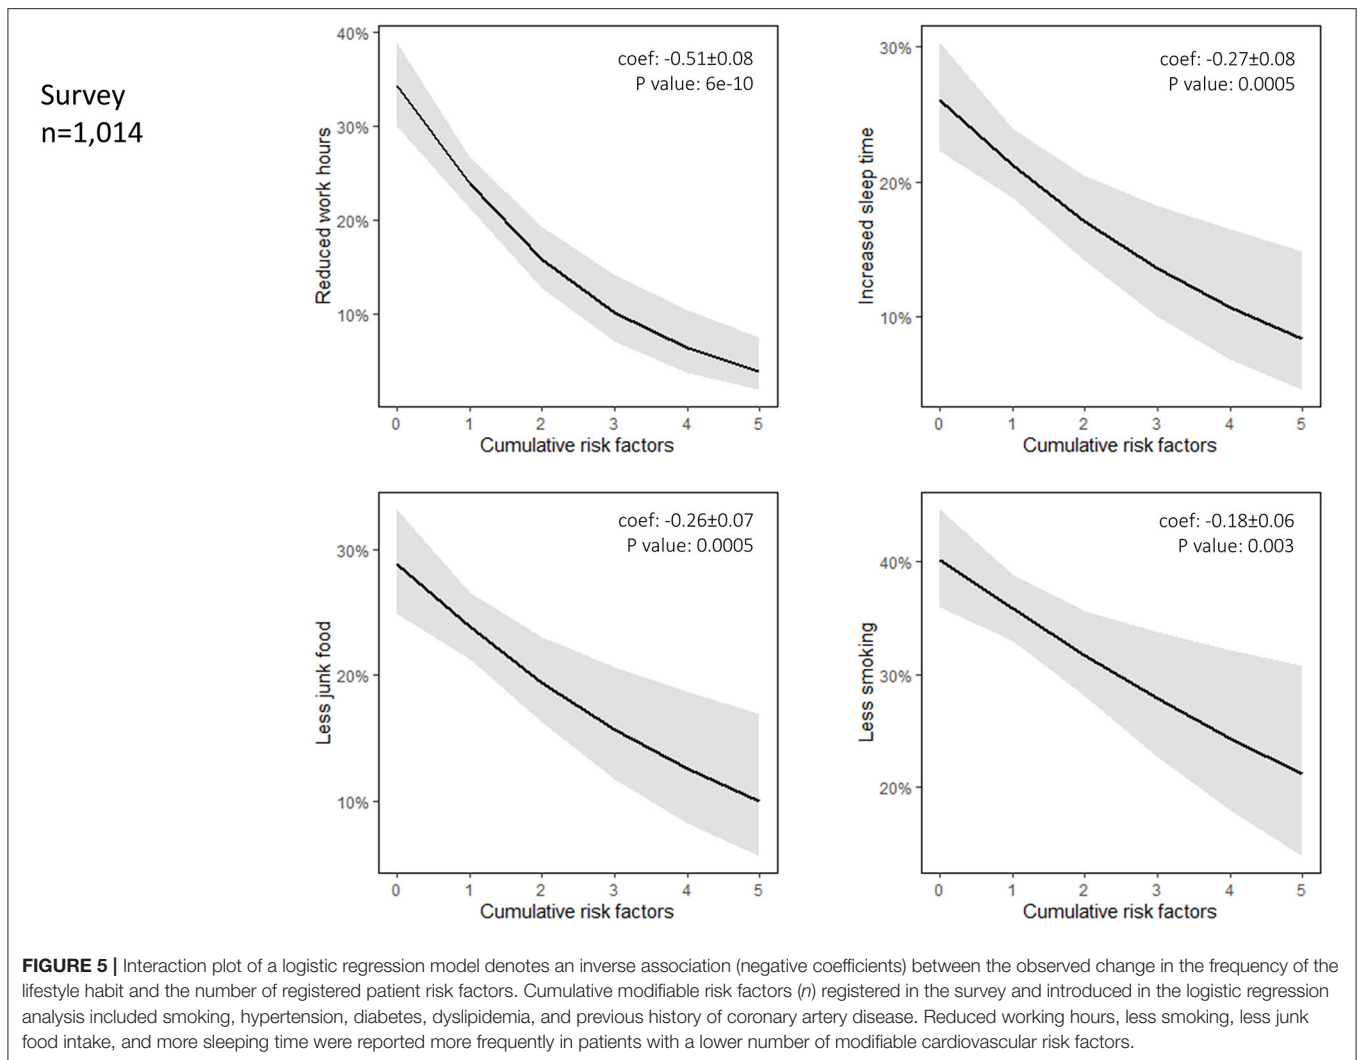 Survey
n=1,014
40%
30%
20%
10%
Reduced work hours
coef: -0.51±0.08
P value: 6e-10
0 1 2 3 4 5
Cumulative risk factors
30%
20%
10%
Increased sleep time
coef: -0.27±0.08
P value: 0.0005
0 1 2 3 4 5
Cumulative risk factors
30%
20%
10%
Less junk food
coef: -0.26±0.07
P value: 0.0005
0 1 2 3 4 5
Cumulative risk factors
40%
30%
20%
Less smoking
coef: -0.18±0.06
P value: 0.003
0 1 2 3 4 5
Cumulative risk factors
FIGURE 5 | Interaction plot of a logistic regression model denotes an inverse association (negative coefficients) between the observed change in the frequency of the
lifestyle habit and the number of registered patient risk factors. Cumulative modifiable risk factors (n) registered in the survey and introduced in the logistic regression
analysis included smoking, hypertension, diabetes, dyslipidemia, and previous history of coronary artery disease. Reduced working hours, less smoking, less junk
food intake, and more sleeping time were reported more frequently in patients with a lower number of modifiable cardiovascular risk factors.